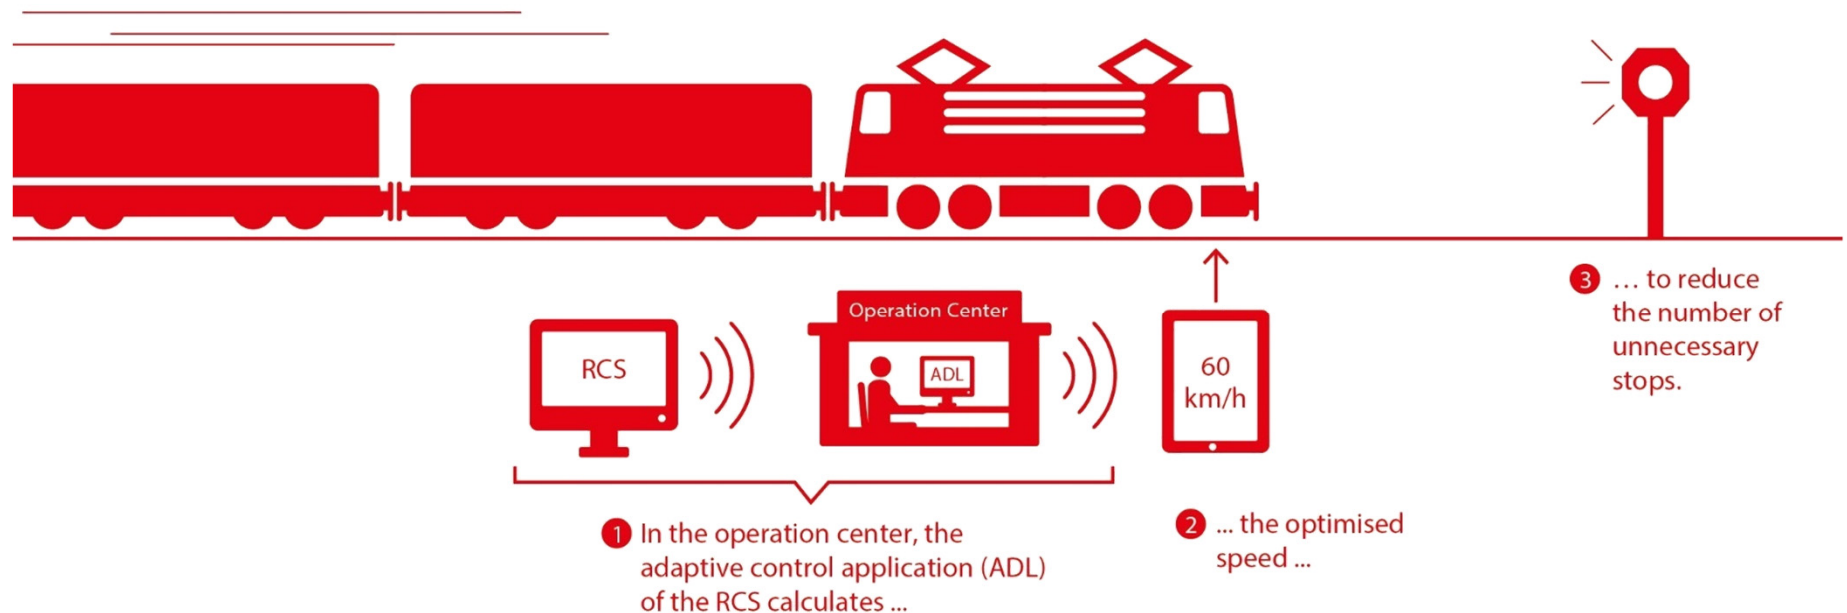 Operation Center
RCS
ADL
60
km/h
1 In the operation center, the
adaptive control application (ADL)
of the RCS calculates ...
2 ... the optimised
speed ...
3 ... to reduce
the number of
unnecessary
stops.